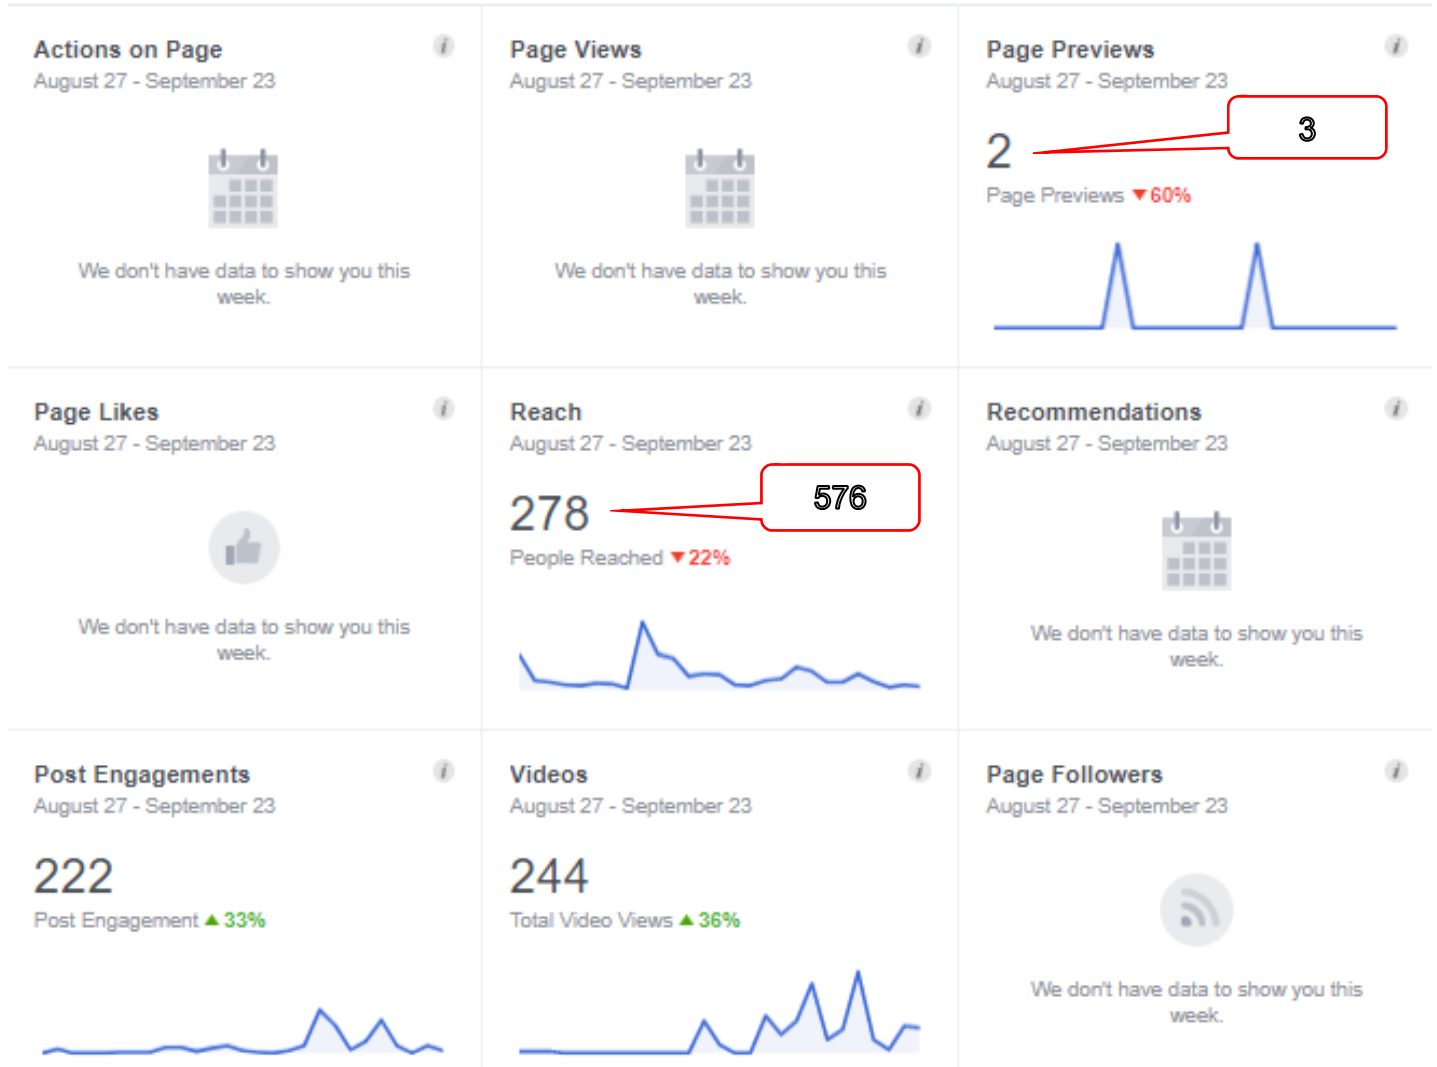 Actions on Page
August 27 - September 23
We don't have data to show you this
week.
Page Views
August 27 - September 23
We don't have data to show you this
week.
Page Previews
August 27 - September 23
3
2
Page Previews ▼60%
Page Likes
August 27 - September 23
We don't have data to show you this
week.
Reach
August 27 - September 23
576
278
People Reached ▼22%
Recommendations
August 27 - September 23
We don't have data to show you this
week.
Post Engagements
August 27 - September 23
222
Post Engagement ▲33%
Videos
August 27 - September 23
244
Total Video Views ▲36%
Page Followers
August 27 - September 23
We don't have data to show you this
week.